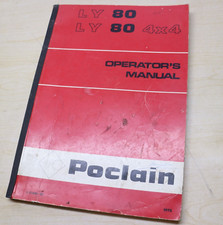 LY 80
LY 80 4x4
OPERATOR'S
MANUAL
Poclain